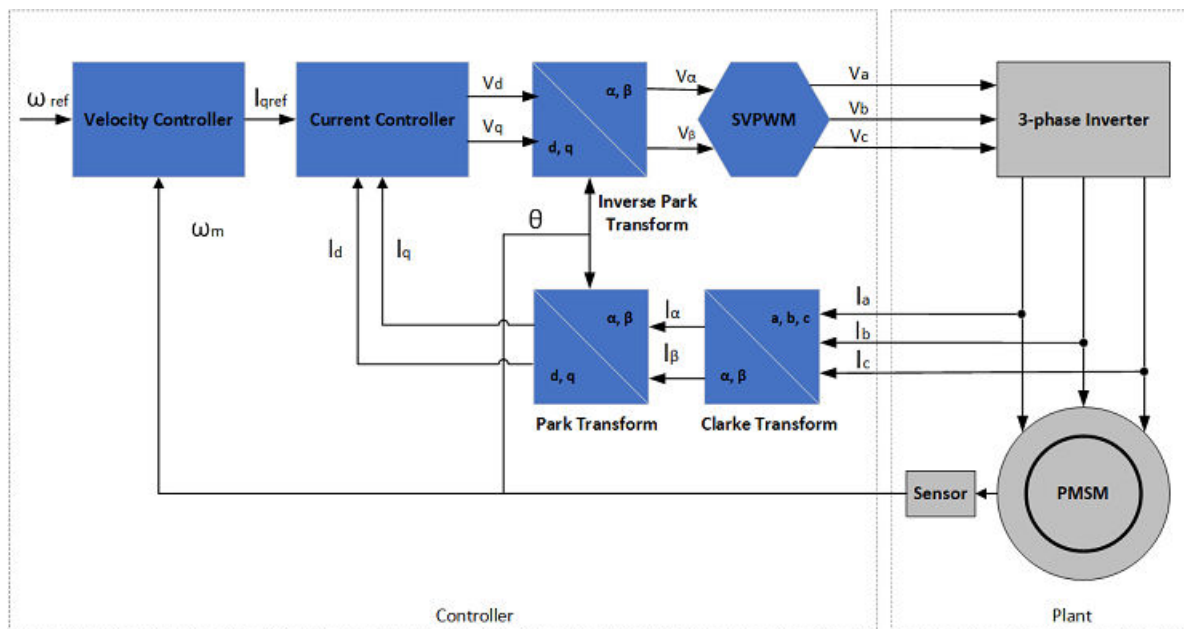 ω ref
Velocity Controller
Iqref
Current Controller
Vd
Vq
α, β
d, q
Inverse Park
Transform
Vα
Vβ
SVPWM
Va
Vb
Vc
3-phase Inverter
ωm
Id
Iq
θ
α, β
d, q
Park Transform
Iα
Iβ
a, b, c
α, β
Clarke Transform
Ia
Ib
Ic
Sensor
PMSM
Controller
Plant